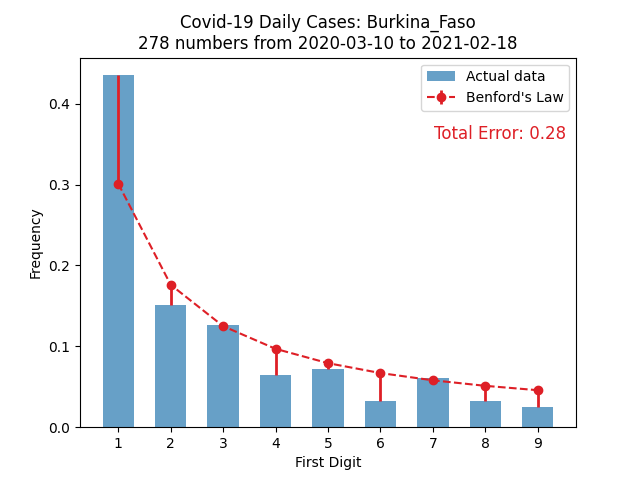 Covid-19 Daily Cases: Burkina_Faso
278 numbers from 2020-03-10 to 2021-02-18
Actual data
Benford's Law
Total Error: 0.28
Frequency
0.4
0.3
0.2
0.1
0.0
1 2 3 4 5 6 7 8 9
First Digit